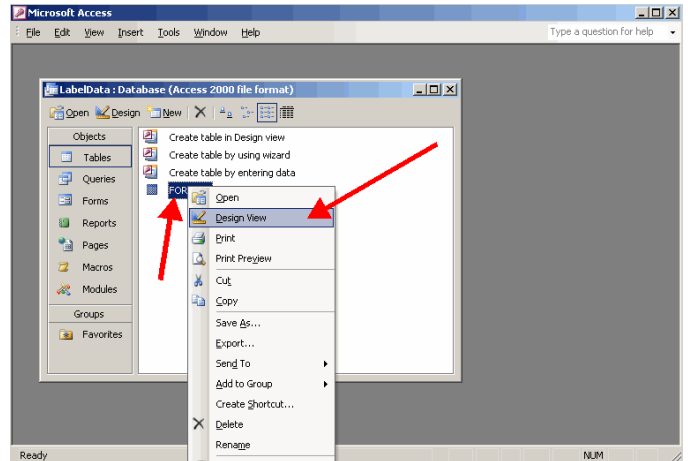 Microsoft Access
File Edit View Insert Tools Window Help
Type a question for help
LabelData : Database (Access 2000 file format)
Open Design New
Objects
Tables
Queries
Forms
Reports
Pages
Macros
Modules
Groups
Favorites
Create table in Design view
Create table by using wizard
Create table by entering data
Open
Design View
Print
Print Preview
Cut
Copy
Save As...
Export...
Send To
Add to Group
Create Shortcut...
Delete
Rename
Ready
NUM